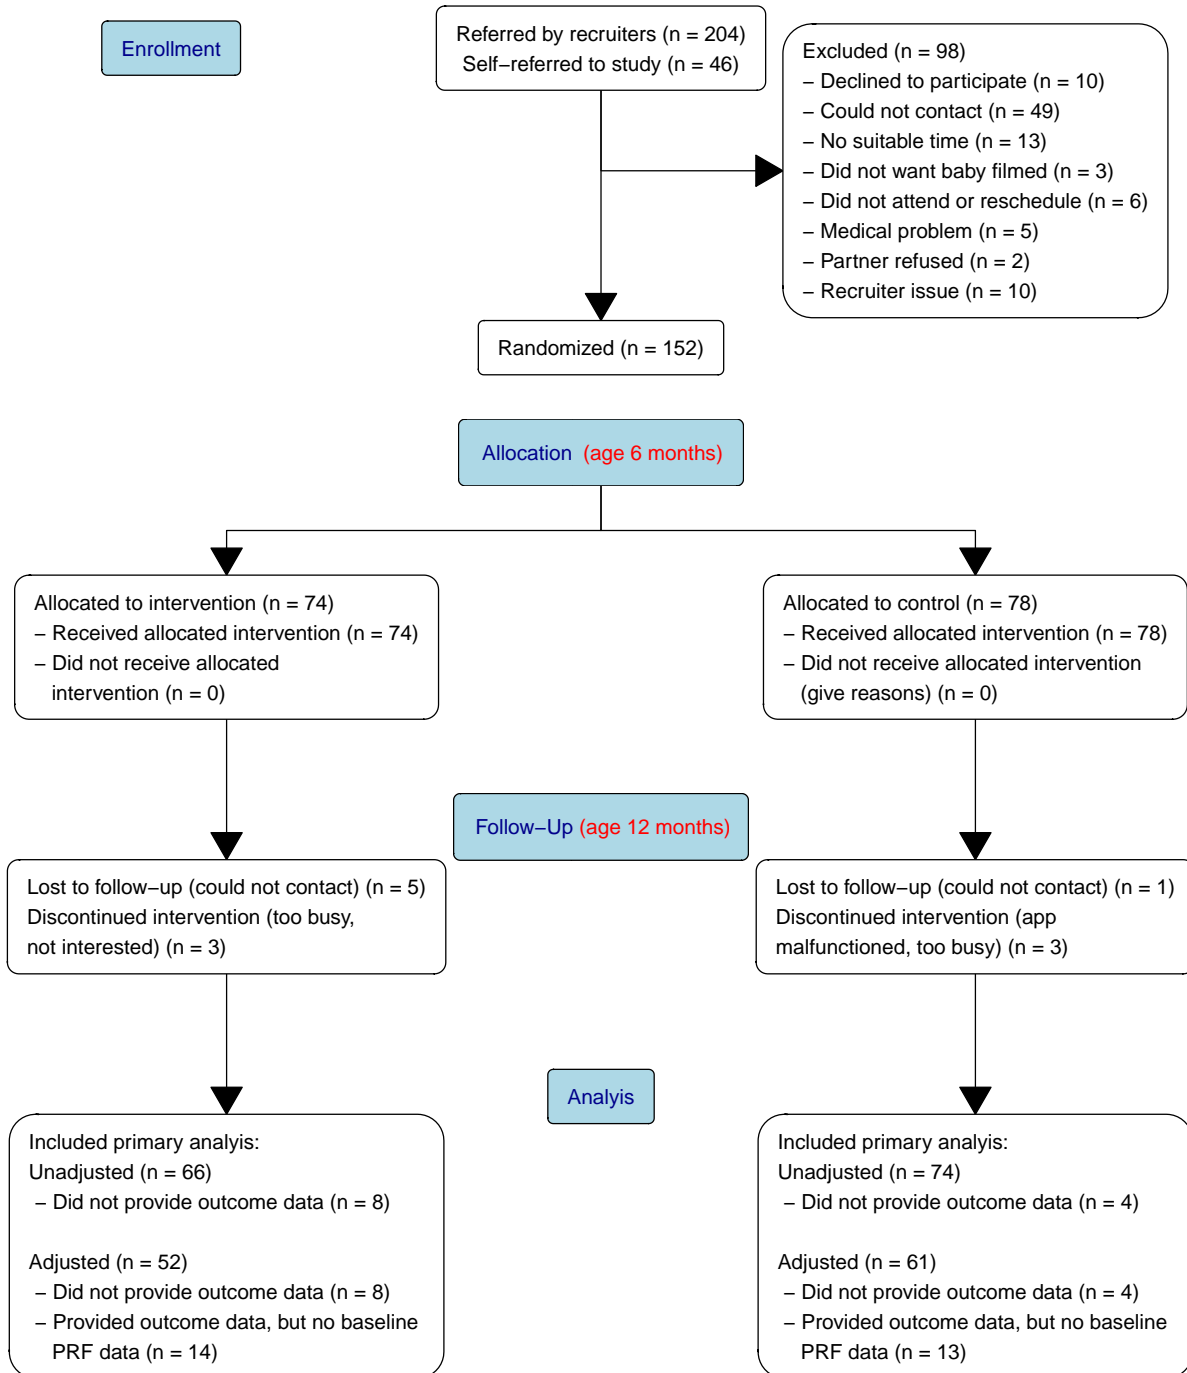 Enrollment
Referred by recruiters (n = 204)
Self−referred to study (n = 46)
Excluded (n = 98)
− Declined to participate (n = 10)
− Could not contact (n = 49)
− No suitable time (n = 13)
− Did not want baby filmed (n = 3)
− Did not attend or reschedule (n = 6)
− Medical problem (n = 5)
− Partner refused (n = 2)
− Recruiter issue (n = 10)
Randomized (n = 152)
Allocation (age 6 months)
Allocated to intervention (n = 74)
− Received allocated intervention (n = 74)
− Did not receive allocated
intervention (n = 0)
Allocated to control (n = 78)
− Received allocated intervention (n = 78)
− Did not receive allocated intervention
(give reasons) (n = 0)
Follow−Up (age 12 months)
Lost to follow−up (could not contact) (n = 5)
Discontinued intervention (too busy,
not interested) (n = 3)
Lost to follow−up (could not contact) (n = 1)
Discontinued intervention (app
malfunctioned, too busy) (n = 3)
Analyis
Included primary analyis:
Unadjusted (n = 66)
− Did not provide outcome data (n = 8)
Adjusted (n = 52)
− Did not provide outcome data (n = 8)
− Provided outcome data, but no baseline
PRF data (n = 14)
Included primary analyis:
Unadjusted (n = 74)
− Did not provide outcome data (n = 4)
Adjusted (n = 61)
− Did not provide outcome data (n = 4)
− Provided outcome data, but no baseline
PRF data (n = 13)